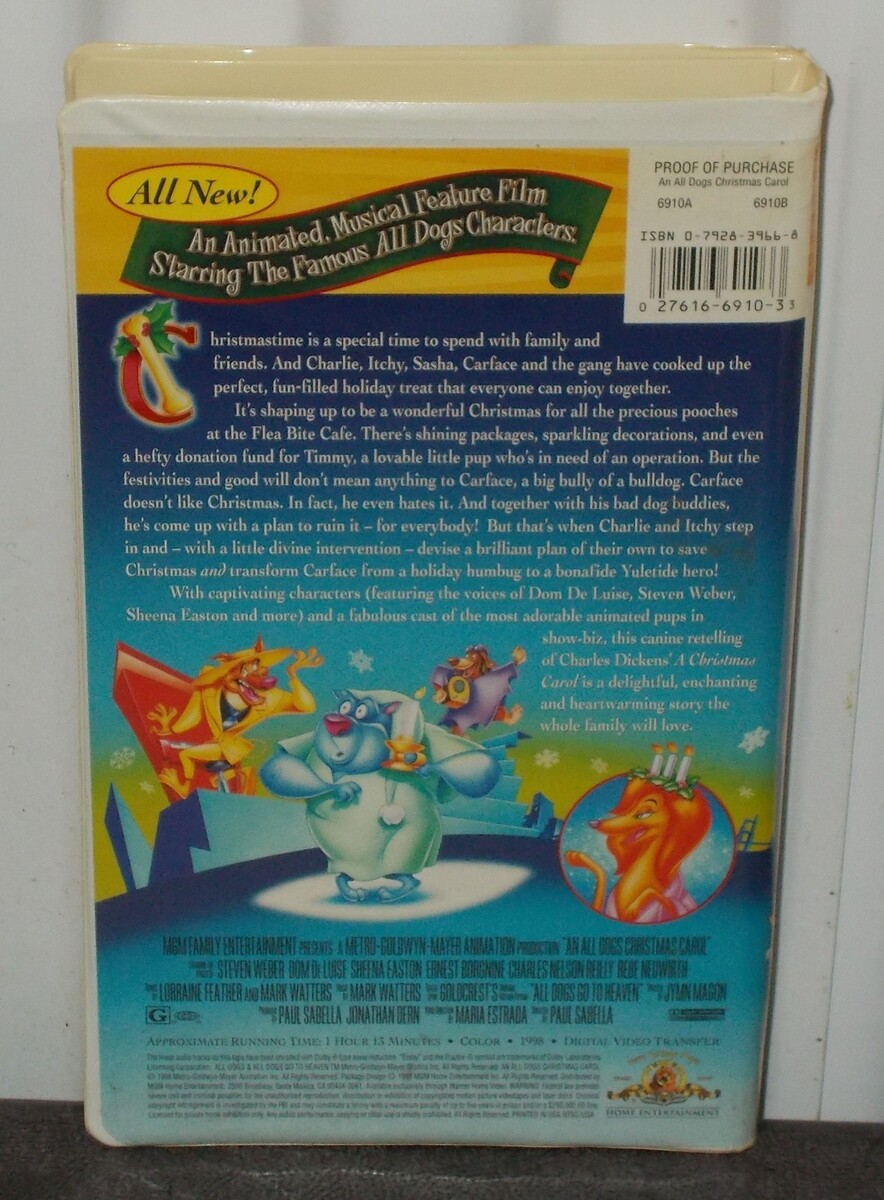 All New!
An Animated, Musical Feature Film
Starring The Famous All Dogs Characters.
PROOF OF PURCHASE
An All Dogs Christmas Carol
6910A 6910B
ISBN 0-7928-3966-8
0 27616-6910-3 3
Christmastime is a special time to spend with family and
friends. And Charlie, Itchy, Sasha, Carface and the gang have cooked up the
perfect, fun-filled holiday treat that everyone can enjoy together.
It's shaping up to be a wonderful Christmas for all the precious pooches
at the Flea Bite Cafe. There's shining packages, sparkling decorations, and even
a hefty donation fund for Timmy, a lovable little pup who's in need of an operation. But the
festivities and good will don't mean anything to Carface, a big bully of a bulldog. Carface
doesn't like Christmas. In fact, he even hates it. And together with his bad dog buddies,
he's come up with a plan to ruin it – for everybody! But that's when Charlie and Itchy step
in and – with a little divine intervention – devise a brilliant plan of their own to save
Christmas and transform Carface from a holiday humbug to a bonafide Yuletide hero!
With captivating characters (featuring the voices of Dom De Luise, Steven Weber,
Sheena Easton and more) and a fabulous cast of the most adorable animated pups in
show-biz, this canine retelling
of Charles Dickens' A Christmas
Carol is a delightful, enchanting
and heartwarming story the
whole family will love.
MGM FAMILY ENTERTAINMENT PRESENTS A METRO-GOLDWYN-MAYER ANIMATION PRODUCTION "AN ALL DOGS CHRISTMAS CAROL"
STEVEN WEBER DOM DE LUISE SHEENA EASTON ERNEST BORGNINE CHARLES NELSON REILLY BEBE NEUWIRTH
LORRAINE FEATHER AND MARK WATTERS MARK WATTERS GOLDCREST'S "ALL DOGS GO TO HEAVEN" JYMN MAGON
G PAUL SABELLA JONATHAN DERN MARIA ESTRADA PAUL SABELLA
APPROXIMATE RUNNING TIME: 1 HOUR 13 MINUTES • COLOR • 1998 • DIGITAL VIDEO TRANSFER
HOME ENTERTAINMENT